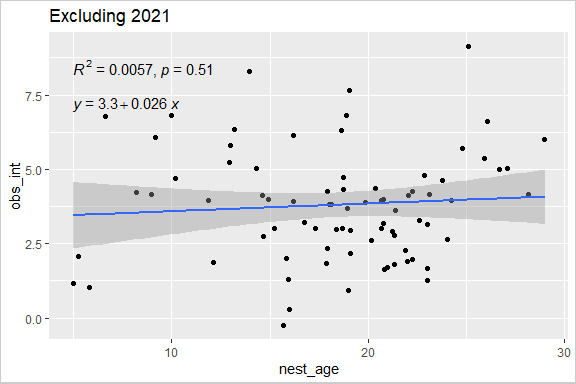 Excluding 2021
R² = 0.0057, p = 0.51
y = 3.3 + 0.026 x
7.5
5.0
2.5
0.0
obs_int
10
20
30
nest_age